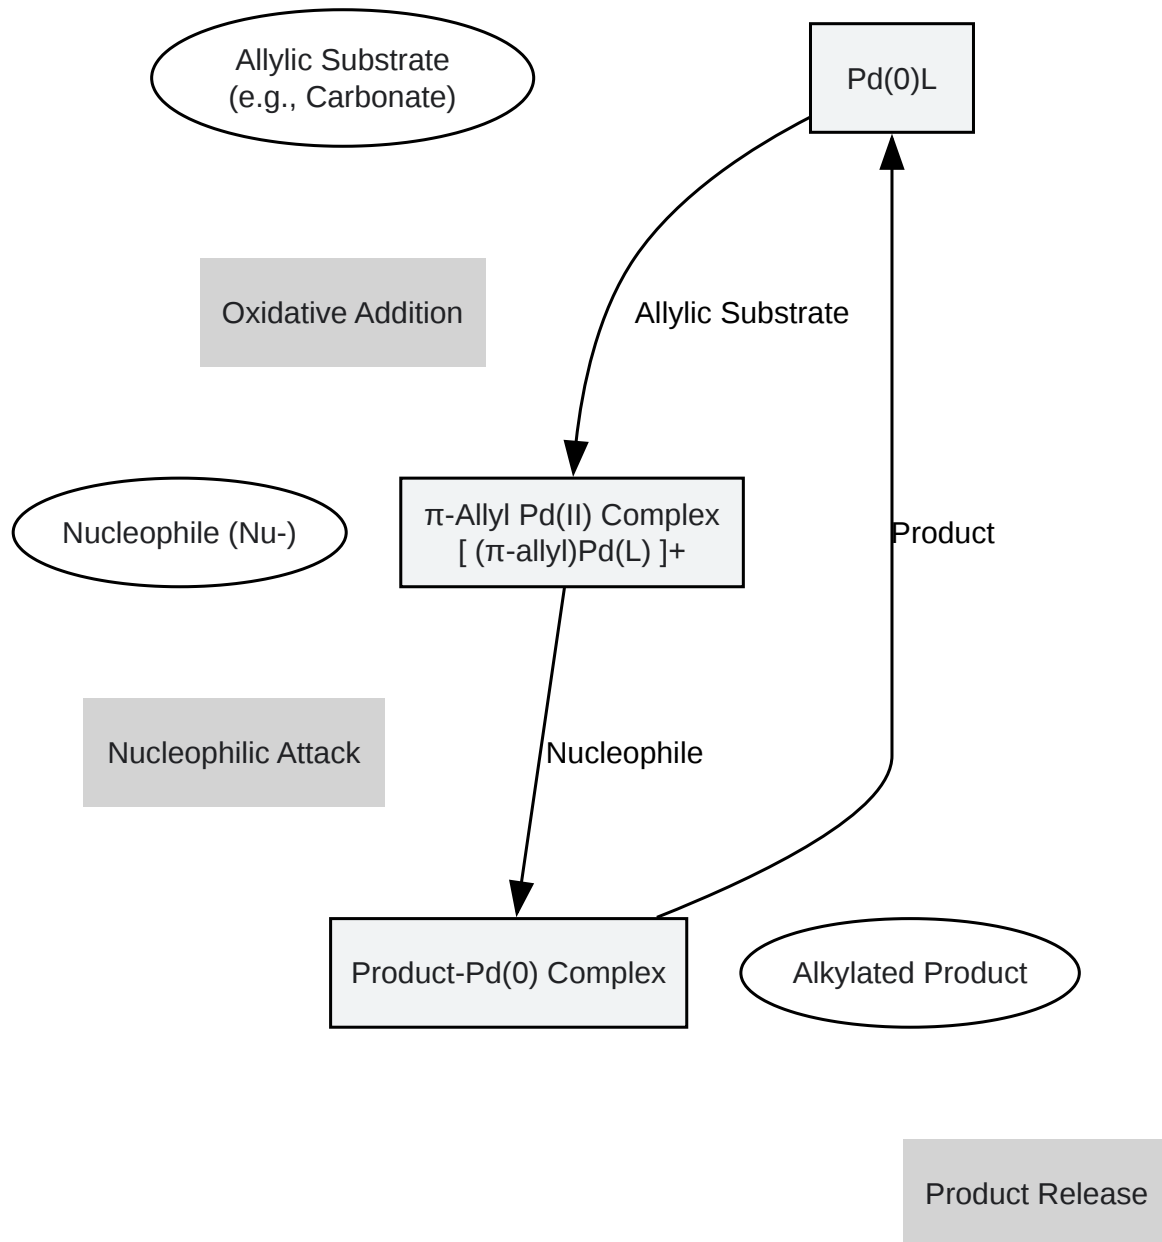 Allylic Substrate
(e.g., Carbonate)
Pd(0)L
Oxidative Addition
Allylic Substrate
Nucleophile (Nu-)
π-Allyl Pd(II) Complex
[ (π-allyl)Pd(L) ]+
Product
Nucleophilic Attack
Nucleophile
Product-Pd(0) Complex
Alkylated Product
Product Release